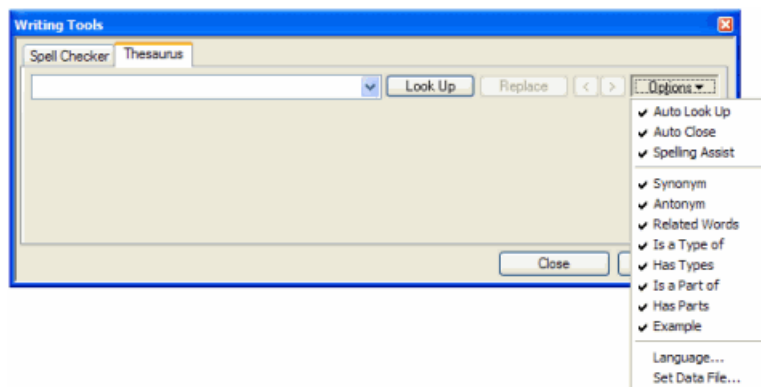 Writing Tools
Spell Checker Thesaurus
Look Up Replace < > Options
Auto Look Up
Auto Close
Spelling Assist
Synonym
Antonym
Related Words
Is a Type of
Has Types
Is a Part of
Close Has Parts
Example
Language...
Set Data File...